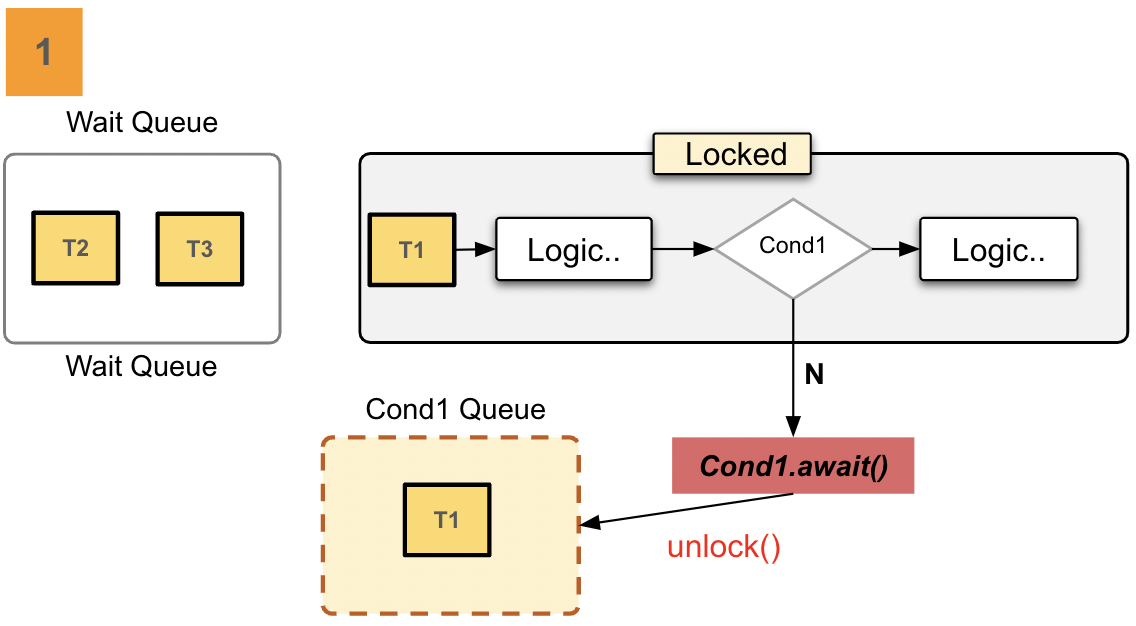 1
Wait Queue
T2
T3
Wait Queue
Locked
T1
Logic..
Cond1
Logic..
N
Cond1 Queue
T1
Cond1.await()
unlock()